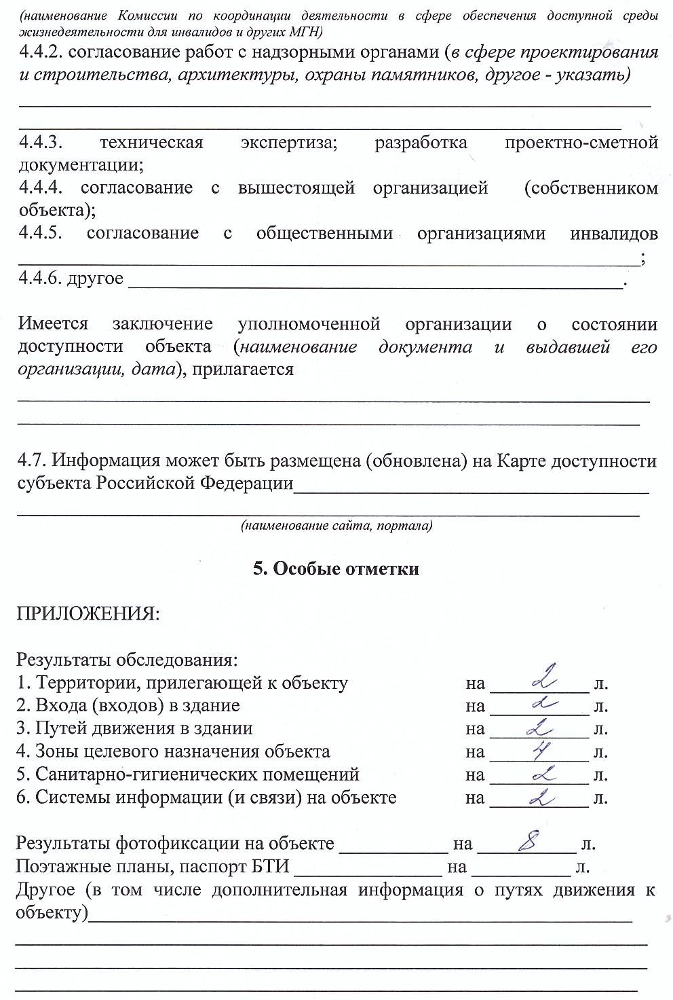 (наименование Комиссии по координации деятельности в сфере обеспечения доступной среды
жизнедеятельности для инвалидов и других МГН)
4.4.2. согласование работ с надзорными органами (в сфере проектирования
и строительства, архитектуры, охраны памятников, другое - указать)
4.4.3. техническая экспертиза; разработка проектно-сметной
документации;
4.4.4. согласование с вышестоящей организацией (собственником
объекта);
4.4.5. согласование с общественными организациями инвалидов
______;
4.4.6. другое ______.
Имеется заключение уполномоченной организации о состоянии
доступности объекта (наименование документа и выдавшей его
организации, дата), прилагается
4.7. Информация может быть размещена (обновлена) на Карте доступности
субъекта Российской Федерации______
(наименование сайта, портала)
5. Особые отметки
ПРИЛОЖЕНИЯ:
Результаты обследования:
1. Территории, прилегающей к объекту на 2 л.
2. Входа (входов) в здание на 2 л.
3. Путей движения в здании на 2 л.
4. Зоны целевого назначения объекта на 4 л.
5. Санитарно-гигиенических помещений на 2 л.
6. Системы информации (и связи) на объекте на 2 л.
Результаты фотофиксации на объекте ______ на 8 л.
Поэтажные планы, паспорт БТИ ______ на ______ л.
Другое (в том числе дополнительная информация о путях движения к
объекту)______